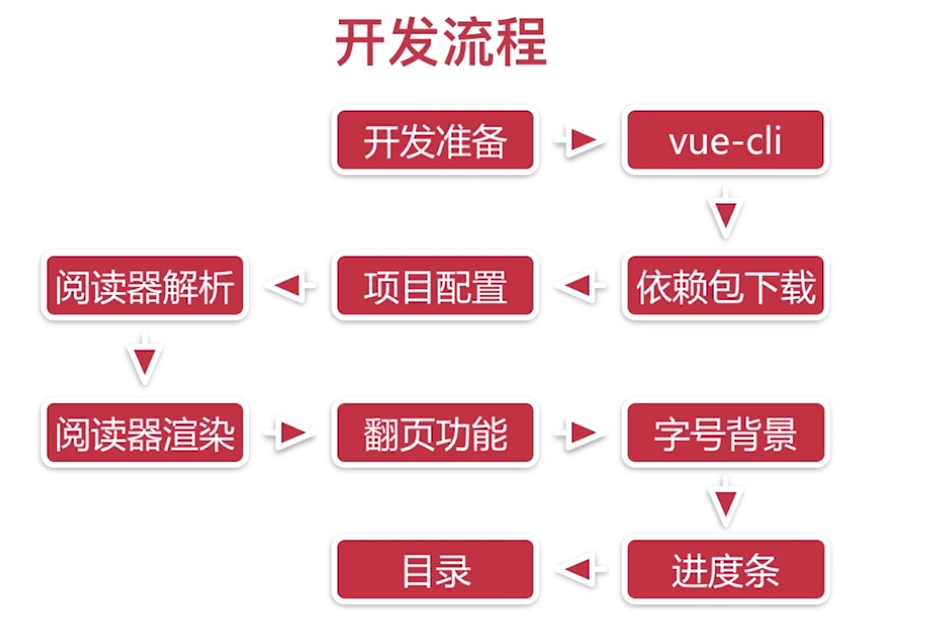 开发流程
开发准备
vue-cli
依赖包下载
项目配置
阅读器解析
阅读器渲染
翻页功能
字号背景
进度条
目录